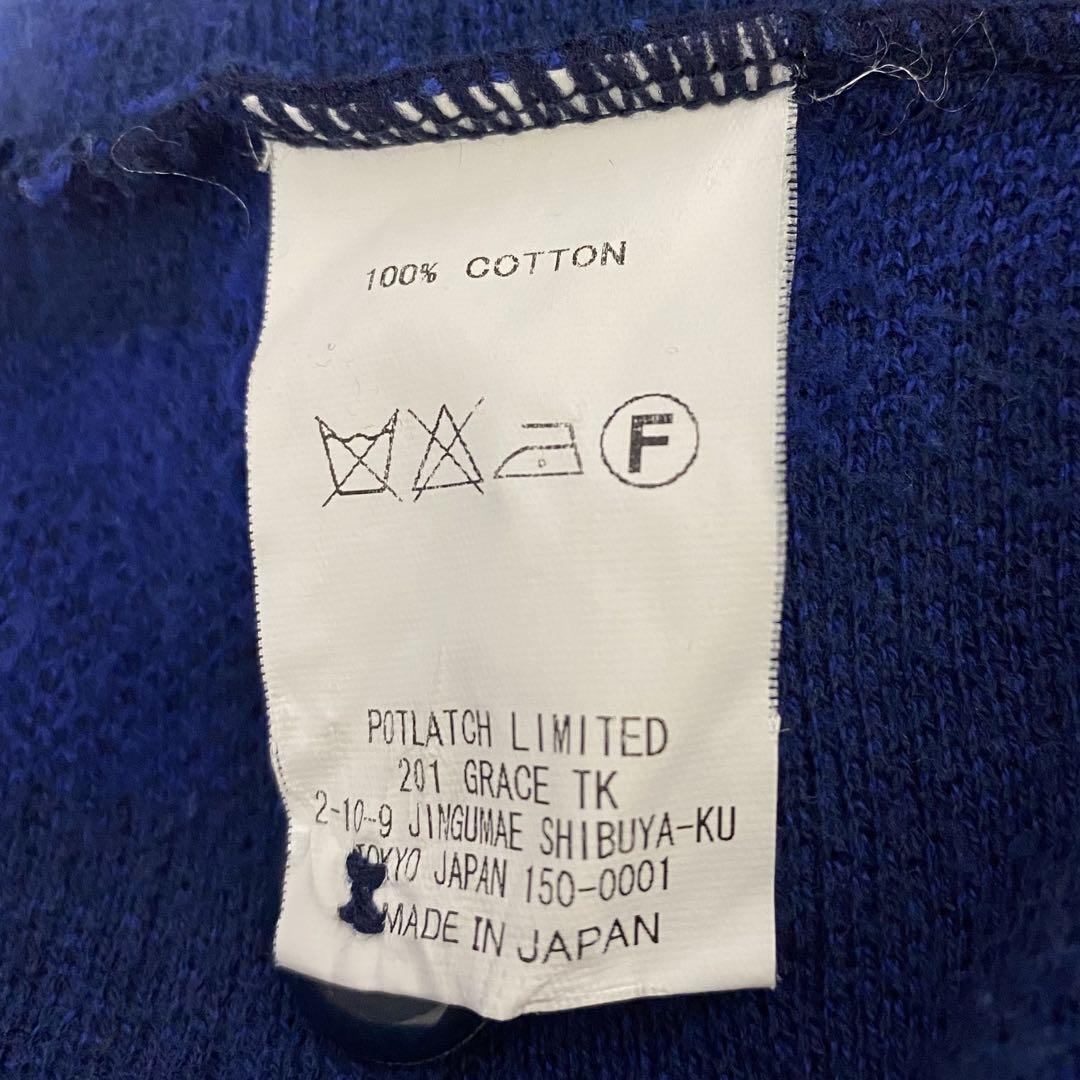 100% COTTON
F
POTLATCH LIMITED
201 GRACE TK
2-10-9 JINGUMAE SHIBUYA-KU
TOKYO JAPAN 150-0001
MADE IN JAPAN